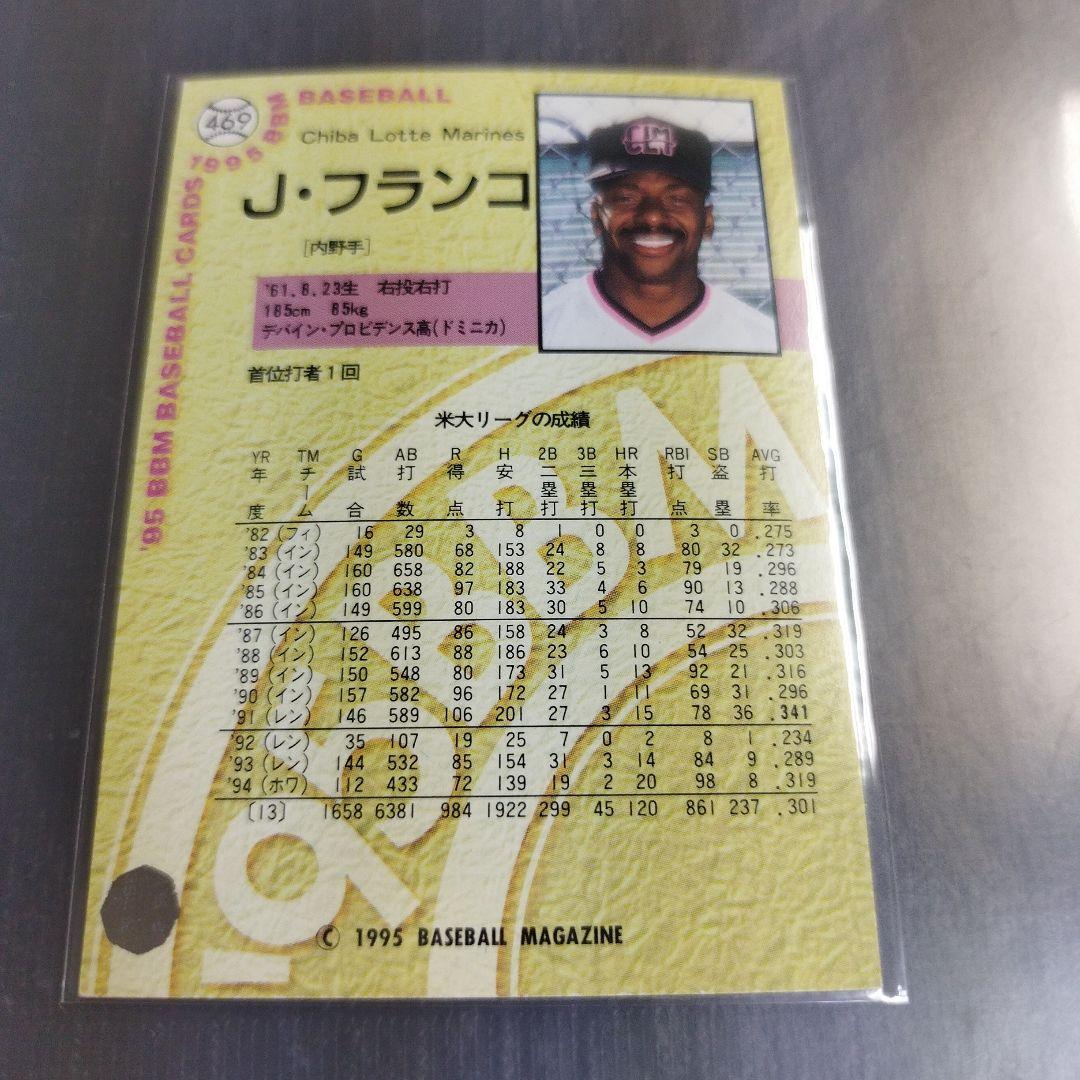 469
'95 BBM BASEBALL CARDS 1995 BBM BASEBALL
Chiba Lotte Marines
J・フランコ
[内野手]
'61.8.23生 右投右打
185cm 85kg
デバイン・プロビデンス高(ドミニカ)
首位打者1回
米大リーグの成績
YR TM G AB R H 2B 3B HR RBI SB AVG
年度 チーム 試合 打数 得点 安打 二塁打 三塁打 本塁打 打点 盗塁 打率
'82 (フィ) 16 29 3 8 1 0 0 3 0 .275
'83 (イン) 149 580 68 153 24 8 8 80 32 .273
'84 (イン) 160 658 82 188 22 5 3 79 19 .296
'85 (イン) 160 638 97 183 33 4 6 90 13 .288
'86 (イン) 149 599 80 183 30 5 10 74 10 .306
'87 (イン) 126 495 86 158 24 3 8 52 32 .319
'88 (イン) 152 613 88 186 23 6 10 54 25 .303
'89 (イン) 150 548 80 173 31 5 13 92 21 .316
'90 (イン) 157 582 96 172 27 1 11 69 31 .296
'91 (レン) 146 589 106 201 27 3 15 78 36 .341
'92 (レン) 35 107 19 25 7 0 2 8 1 .234
'93 (レン) 144 532 85 154 31 3 14 84 9 .289
'94 (ホワ) 112 433 72 139 19 2 20 98 8 .319
[13] 1658 6381 984 1922 299 45 120 861 237 .301
'95 BBM
© 1995 BASEBALL MAGAZINE